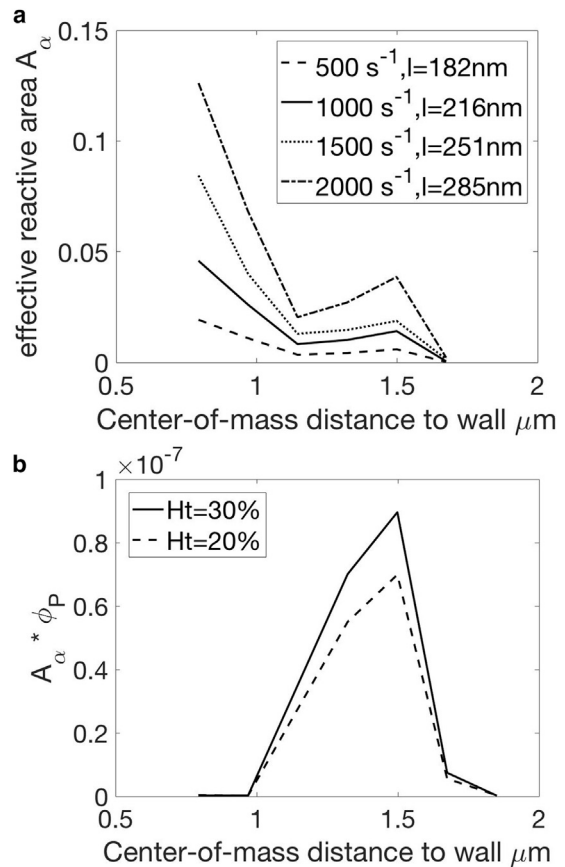 a
effective reactive area A_α
0.15
0.1
0.05
0
500 s⁻¹,l=182nm
1000 s⁻¹,l=216nm
1500 s⁻¹,l=251nm
2000 s⁻¹,l=285nm
0.5 1 1.5 2
Center-of-mass distance to wall μm
b
×10⁻⁷
A_α * ϕ_P
1
0.8
0.6
0.4
0.2
0
Ht=30%
Ht=20%
0.5 1 1.5 2
Center-of-mass distance to wall μm